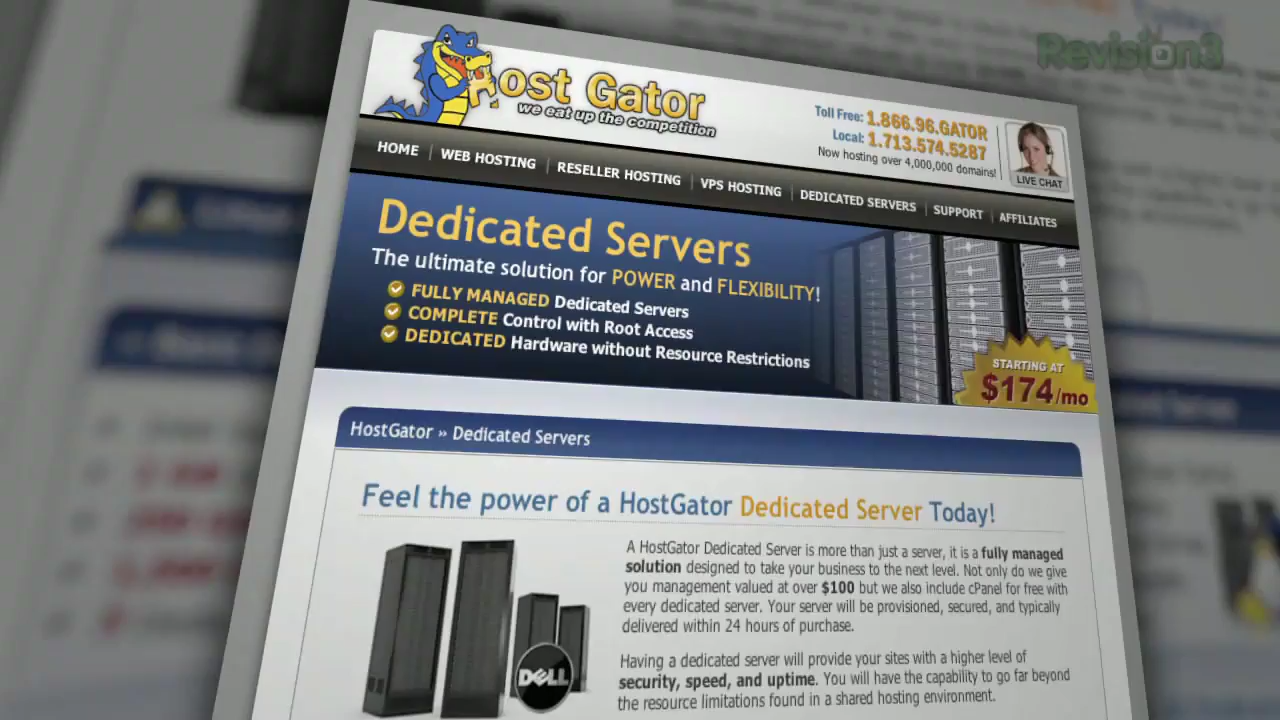 Revision3
Host Gator
we eat up the competition
Toll Free: 1.866.96.GATOR
Local: 1.713.574.5287
Now hosting over 4,000,000 domains!
LIVE CHAT
HOME | WEB HOSTING | RESELLER HOSTING | VPS HOSTING | DEDICATED SERVERS | SUPPORT | AFFILIATES
Dedicated Servers
The ultimate solution for POWER and FLEXIBILITY!
FULLY MANAGED Dedicated Servers
COMPLETE Control with Root Access
DEDICATED Hardware without Resource Restrictions
STARTING AT
$174/mo
HostGator » Dedicated Servers
Feel the power of a HostGator Dedicated Server Today!
A HostGator Dedicated Server is more than just a server, it is a fully managed
solution designed to take your business to the next level. Not only do we give
you management valued at over $100 but we also include cPanel for free with
every dedicated server. Your server will be provisioned, secured, and typically
delivered within 24 hours of purchase.
DELL
Having a dedicated server will provide your sites with a higher level of
security, speed, and uptime. You will have the capability to go far beyond
the resource limitations found in a shared hosting environment.